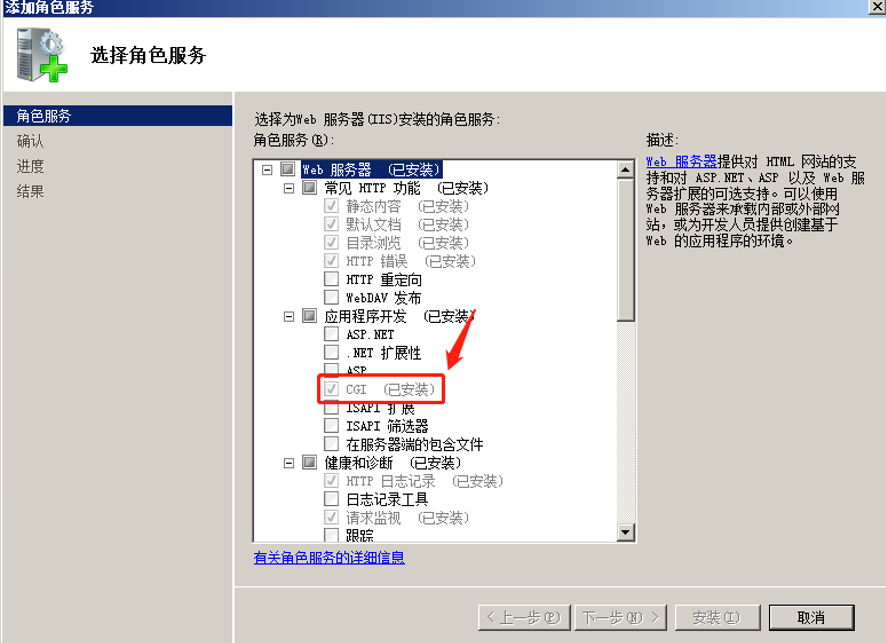 添加角色服务
选择角色服务
角色服务
确认
进度
结果
选择为Web 服务器(IIS)安装的角色服务:
角色服务(R):
Web 服务器 (已安装)
常见 HTTP 功能 (已安装)
静态内容 (已安装)
默认文档 (已安装)
目录浏览 (已安装)
HTTP 错误 (已安装)
HTTP 重定向
WebDAV 发布
应用程序开发 (已安装)
ASP.NET
.NET 扩展性
ASP
CGI (已安装)
ISAPI 扩展
ISAPI 筛选器
在服务器端的包含文件
健康和诊断 (已安装)
HTTP 日志记录 (已安装)
日志记录工具
请求监视 (已安装)
跟踪
有关角色服务的详细信息
描述:
Web 服务器提供对 HTML 网站的支
持和对 ASP.NET、ASP 以及 Web 服
务器扩展的可选支持。可以使用
Web 服务器来承载内部或外部网
站，或为开发人员提供创建基于
Web 的应用程序的环境。
< 上一步(P)
下一步(N) >
安装(I)
取消